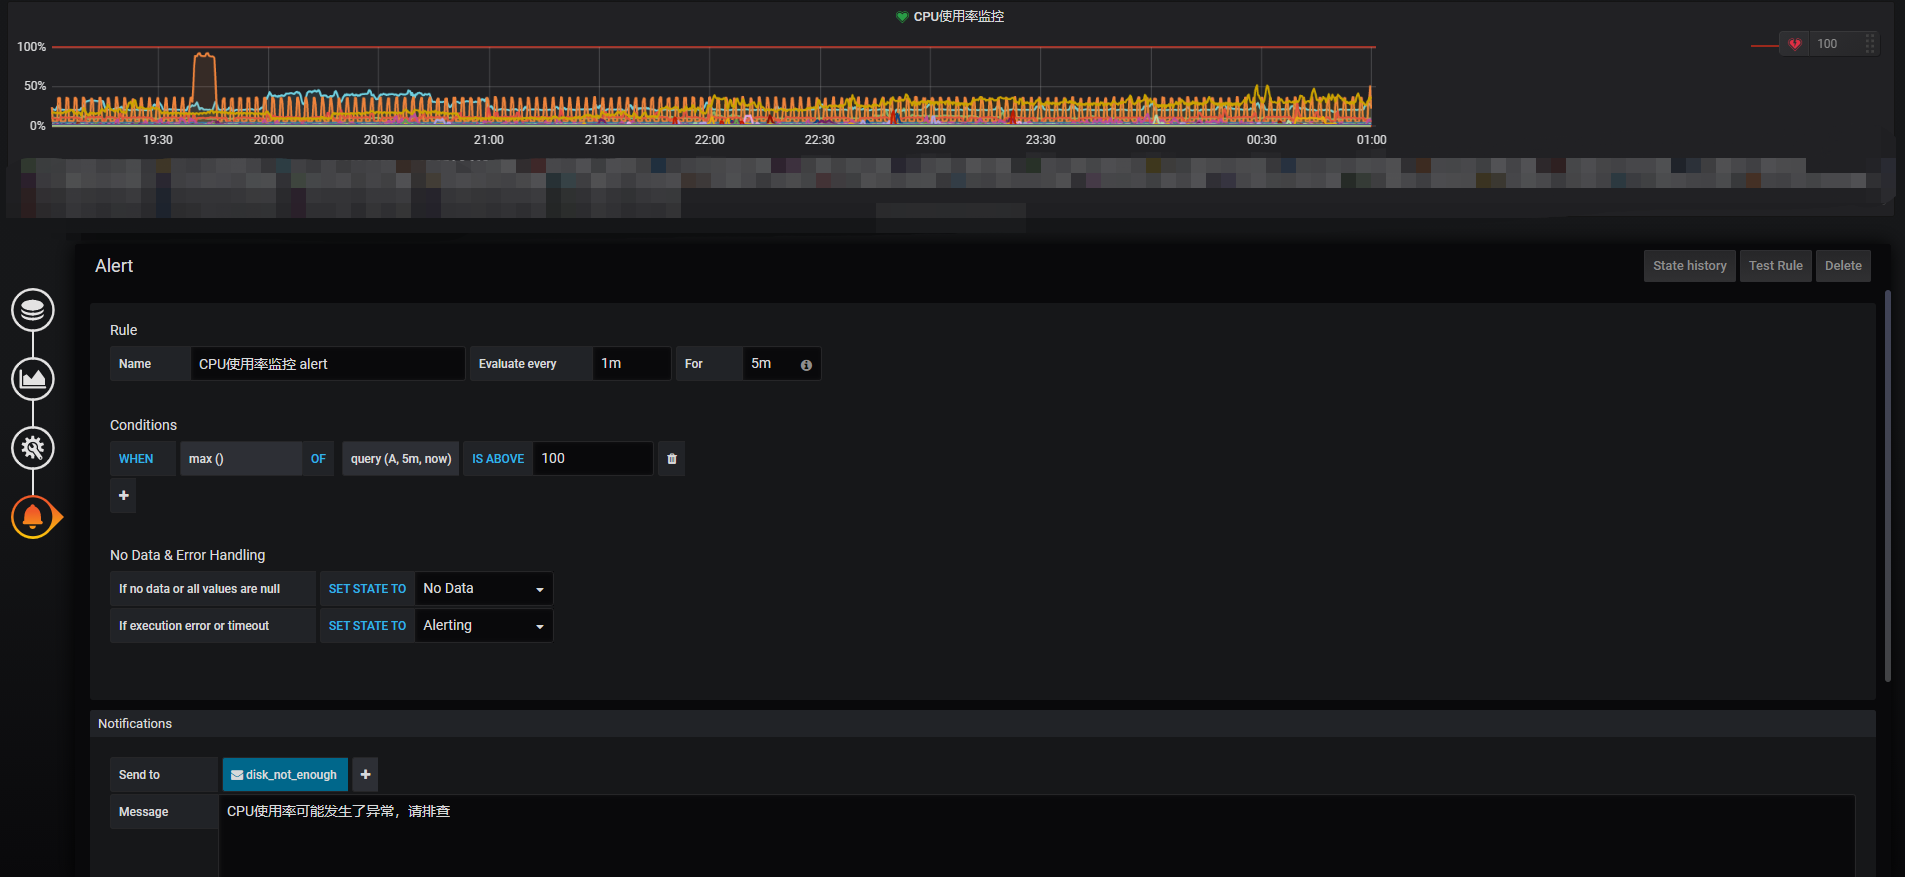 CPU使用率监控
100%
50%
0%
100
19:30 20:00 20:30 21:00 21:30 22:00 22:30 23:00 23:30 00:00 00:30 01:00
Alert
State history Test Rule Delete
Rule
Name CPU使用率监控 alert Evaluate every 1m For 5m
Conditions
WHEN max () OF query (A, 5m, now) IS ABOVE 100
No Data & Error Handling
If no data or all values are null SET STATE TO No Data
If execution error or timeout SET STATE TO Alerting
Notifications
Send to disk_not_enough
Message CPU使用率可能发生了异常，请排查